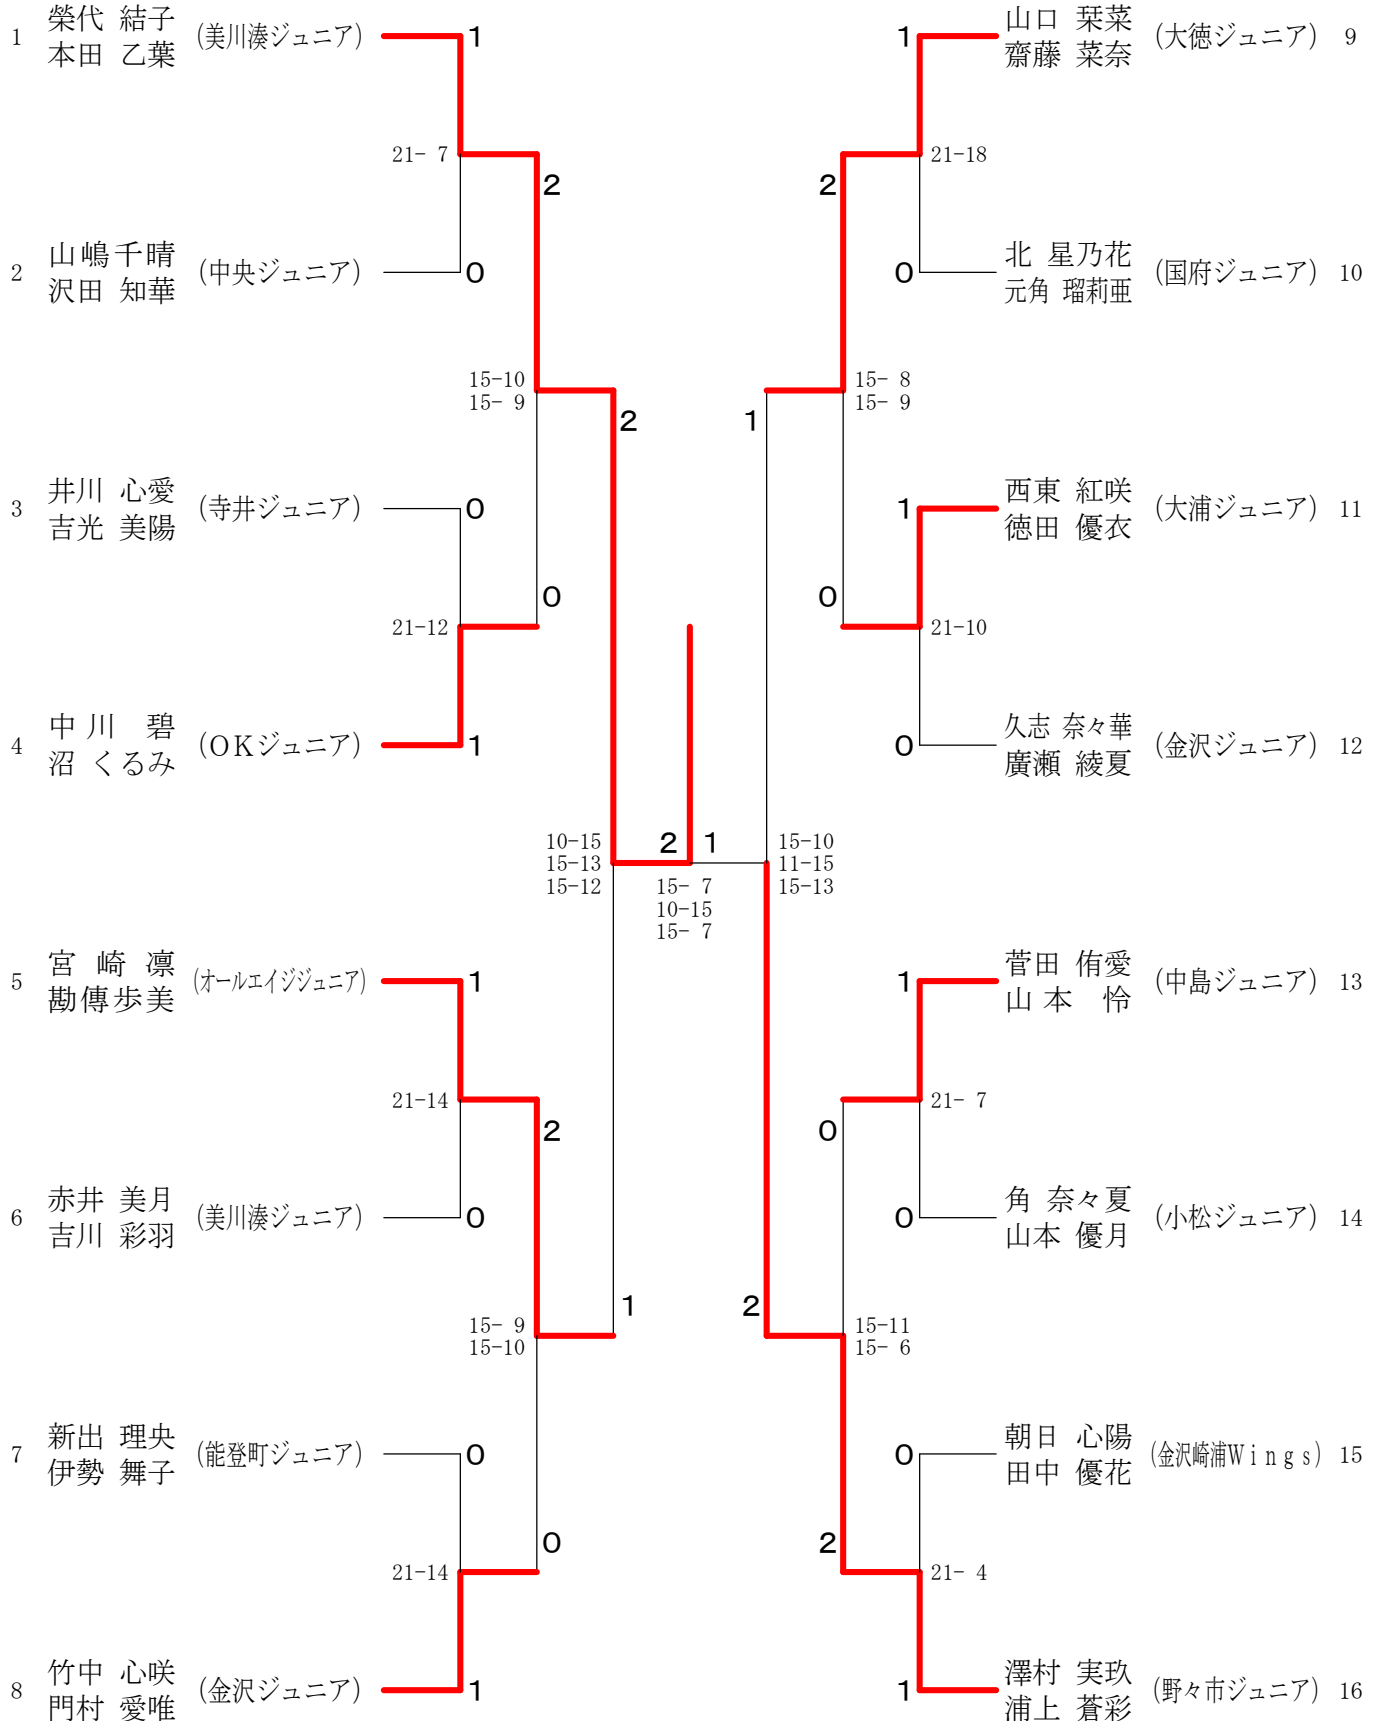 1 榮代 結子 (美川湊ジュニア) 1
本田 乙葉
21- 7
2
2 山嶋千晴 (中央ジュニア) 0
沢田 知華
15-10
15- 9
2
3 井川 心愛 (寺井ジュニア) 0
吉光 美陽
21-12
0
4 中川 碧 (OKジュニア) 1
沼 くるみ
10-15
15-13
15-12
5 宮崎 凛 (オールエイジジュニア) 1
勘傳歩美
21-14
2
6 赤井 美月 (美川湊ジュニア) 0
吉川 彩羽
15- 9
15-10
1
7 新出 理央 (能登町ジュニア) 0
伊勢 舞子
21-14
0
8 竹中 心咲 (金沢ジュニア) 1
門村 愛唯
2 1
15- 7
10-15
15- 7
1 山口 栞菜 (大徳ジュニア) 9
齋藤 菜奈
21-18
2
0 北 星乃花 (国府ジュニア) 10
元角 瑠莉亜
15- 8
15- 9
1
1 西東 紅咲 (大浦ジュニア) 11
徳田 優衣
0
21-10
0 久志 奈々華 (金沢ジュニア) 12
廣瀬 綾夏
15-10
11-15
15-13
1 菅田 侑愛 (中島ジュニア) 13
山本 怜
21- 7
0
0 角 奈々夏 (小松ジュニア) 14
山本 優月
2
15-11
15- 6
0 朝日 心陽 (金沢崎浦Wings) 15
田中 優花
2
21- 4
1 澤村 実玖 (野々市ジュニア) 16
浦上 蒼彩